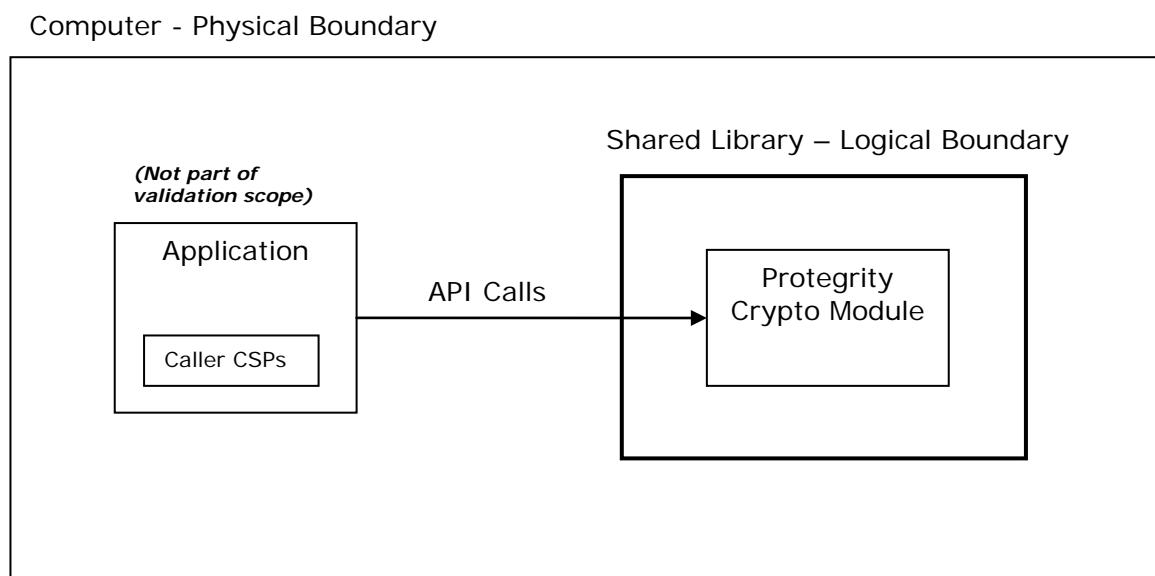 Computer - Physical Boundary
Shared Library – Logical Boundary
(Not part of
validation scope)
Application
Protegrity
Crypto Module
API Calls
Caller CSPs